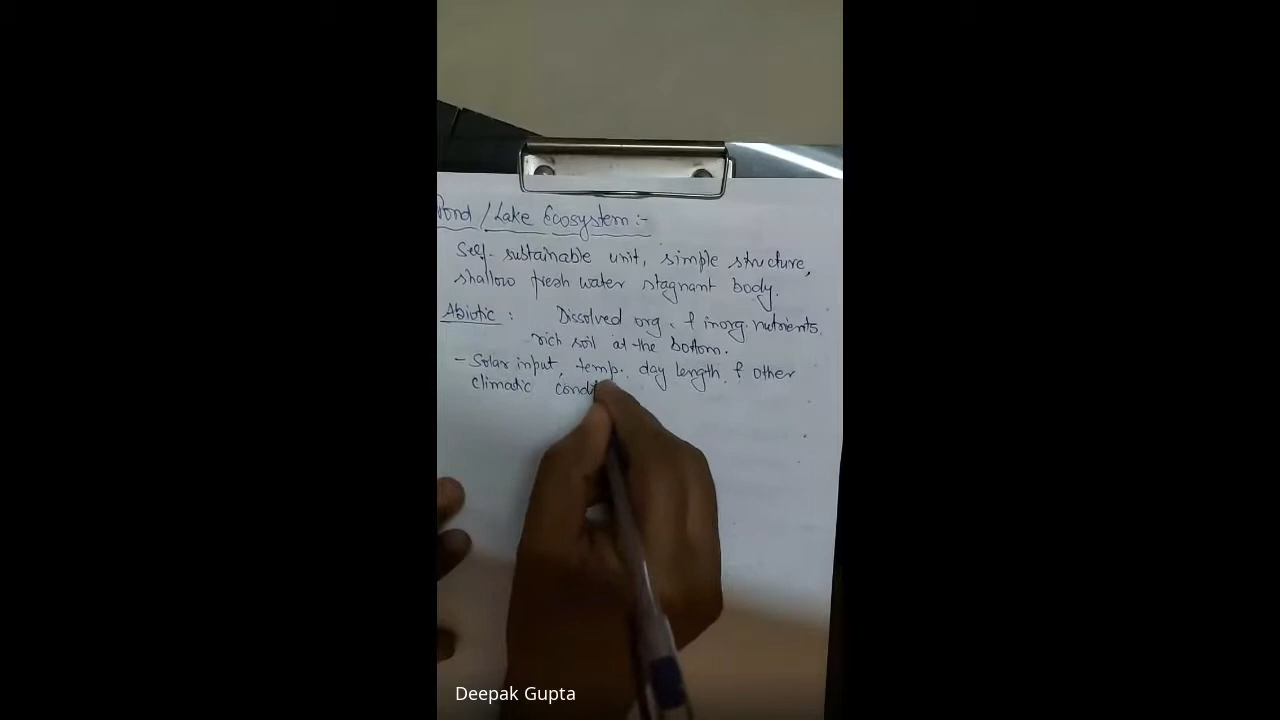 Pond / Lake Ecosystem :-
Self- sustainable unit, simple structure,
shallow fresh water stagnant body.
Abiotic : Dissolved org. & inorg. nutrients.
rich soil at the bottom.
- Solar input, temp., day length, & other
climatic cond
Deepak Gupta